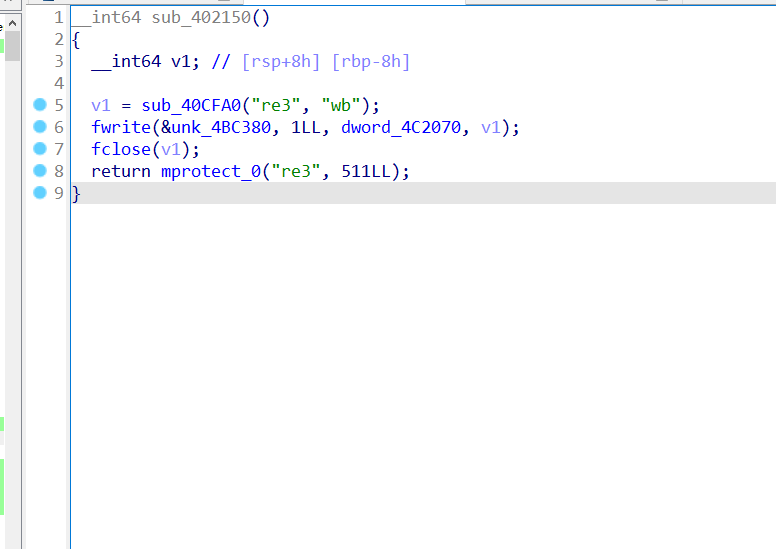 1 __int64 sub_402150()
2 {
3   __int64 v1; // [rsp+8h] [rbp-8h]
4
5   v1 = sub_40CFA0("re3", "wb");
6   fwrite(&unk_4BC380, 1LL, dword_4C2070, v1);
7   fclose(v1);
8   return mprotect_0("re3", 511LL);
9 }